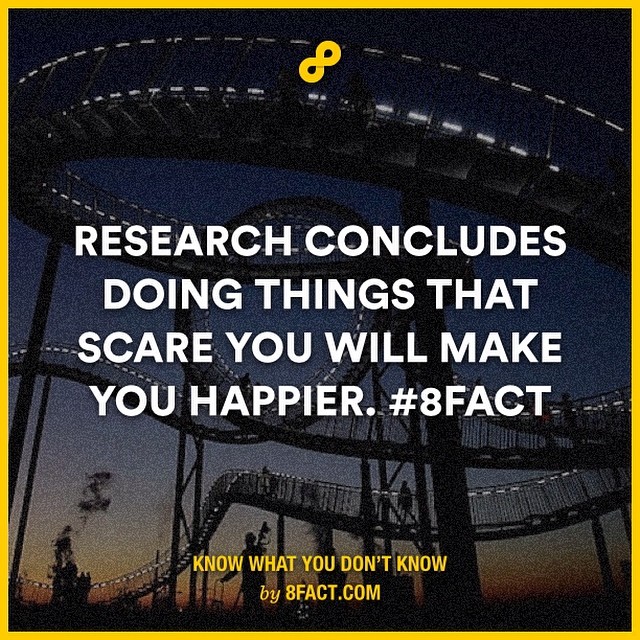 RESEARCH CONCLUDES
DOING THINGS THAT
SCARE YOU WILL MAKE
YOU HAPPIER. #8FACT
KNOW WHAT YOU DON'T KNOW
by 8FACT.COM